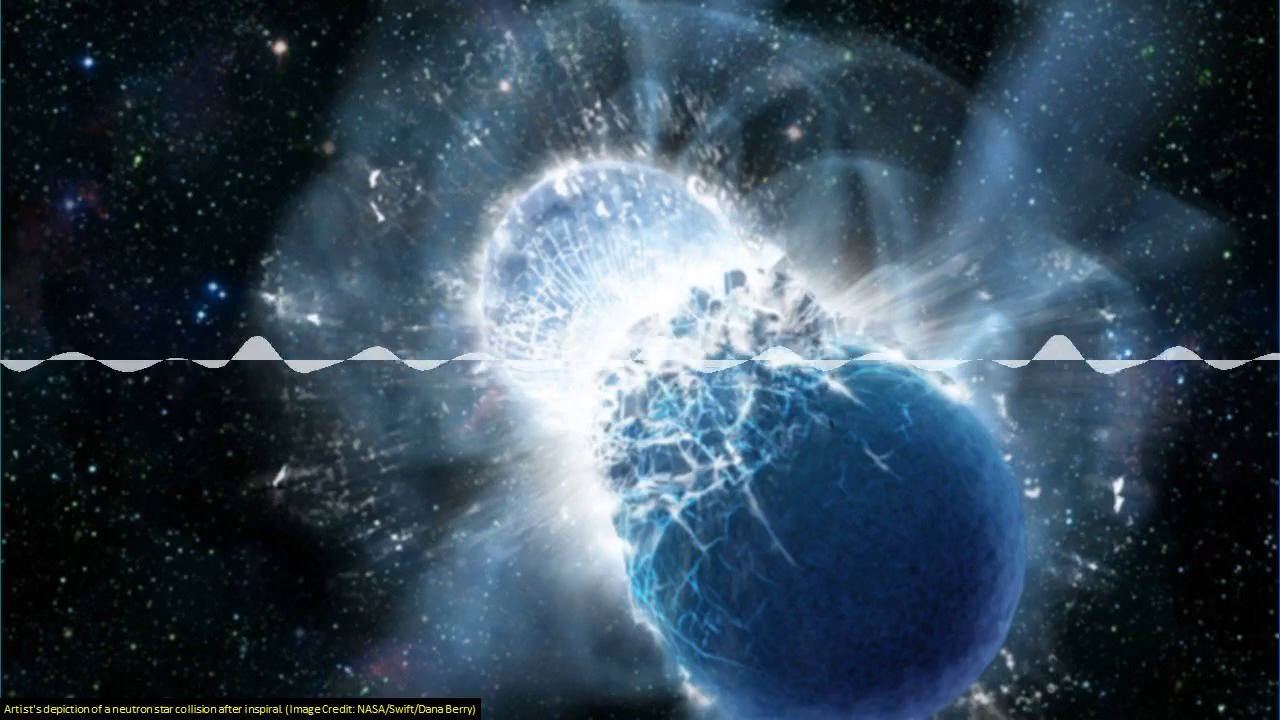 Artist's depiction of a neutron star collision after inspiral. (Image Credit: NASA/Swift/Dana Berry)